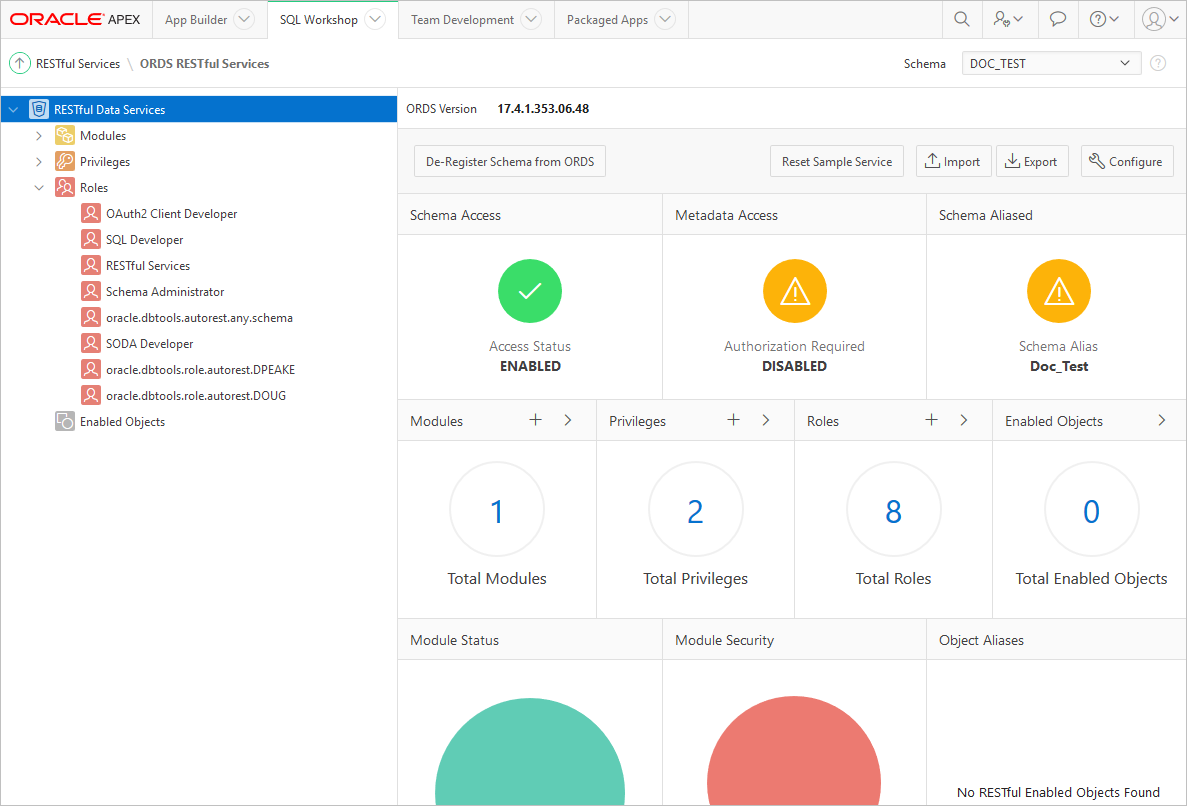 ORACLE APEX App Builder SQL Workshop Team Development Packaged Apps
RESTful Services \ ORDS RESTful Services Schema DOC_TEST
RESTful Data Services
Modules
Privileges
Roles
OAuth2 Client Developer
SQL Developer
RESTful Services
Schema Administrator
oracle.dbtools.autorest.any.schema
SODA Developer
oracle.dbtools.role.autorest.DPEAKE
oracle.dbtools.role.autorest.DOUG
Enabled Objects
ORDS Version 17.4.1.353.06.48
De-Register Schema from ORDS Reset Sample Service Import Export Configure
Schema Access Metadata Access Schema Aliased
Access Status Authorization Required Schema Alias
ENABLED DISABLED Doc_Test
Modules Privileges Roles Enabled Objects
1 2 8 0
Total Modules Total Privileges Total Roles Total Enabled Objects
Module Status Module Security Object Aliases
No RESTful Enabled Objects Found